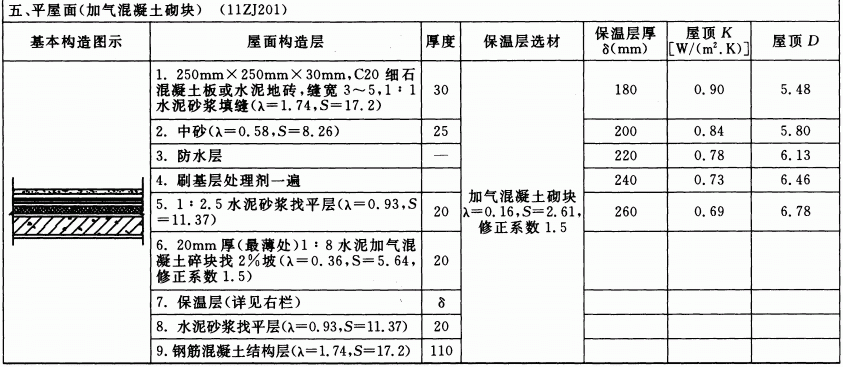 五、平屋面(加气混凝土砌块) (11ZJ201)
基本构造图示 屋面构造层 厚度 保温层选材 保温层厚δ(mm) 屋顶 K [W/(m².K)] 屋顶 D
1. 250mm×250mm×30mm,C20 细石
混凝土板或水泥地砖,缝宽 3～5,1∶1
水泥砂浆填缝(λ=1.74,S=17.2)
30
2. 中砂(λ=0.58,S=8.26)
25
3. 防水层
—
4. 刷基层处理剂一遍
5. 1∶2.5 水泥砂浆找平层(λ=0.93,S
=11.37)
20
6. 20mm 厚(最薄处)1∶8 水泥加气混
凝土碎块找 2%坡(λ=0.36,S=5.64,
修正系数 1.5)
20
7. 保温层(详见右栏)
δ
8. 水泥砂浆找平层(λ=0.93,S=11.37)
20
9. 钢筋混凝土结构层(λ=1.74,S=17.2)
110
加气混凝土砌块
λ=0.16,S=2.61,
修正系数 1.5
180 0.90 5.48
200 0.84 5.80
220 0.78 6.13
240 0.73 6.46
260 0.69 6.78